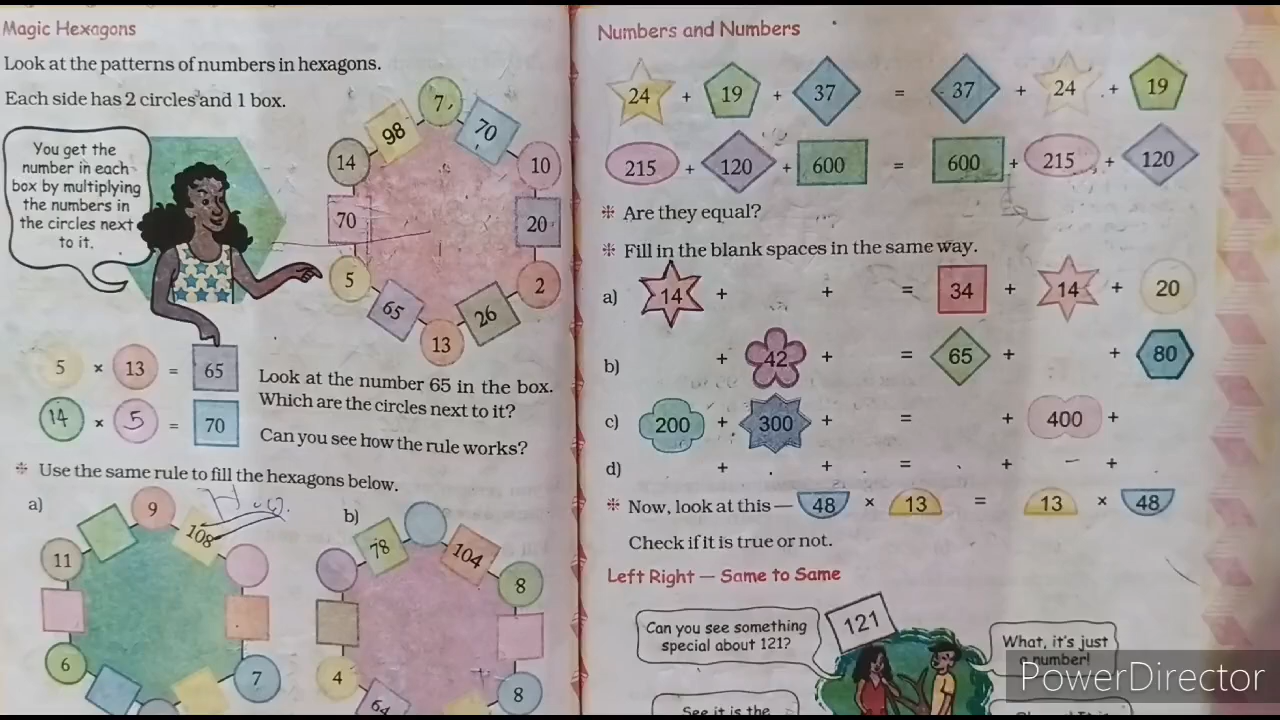 Magic Hexagons
Look at the patterns of numbers in hexagons.
Each side has 2 circles and 1 box.
You get the
number in each
box by multiplying
the numbers in
the circles next
to it.
7
98
70
14
10
70
20
5
2
65
26
13
5 × 13 = 65
14 × 5 = 70
Look at the number 65 in the box.
Which are the circles next to it?
Can you see how the rule works?
* Use the same rule to fill the hexagons below.
a)
9
108
11
6
7
b)
78
104
8
4
8
64
Numbers and Numbers
24 + 19 + 37 = 37 + 24 + 19
215 + 120 + 600 = 600 + 215 + 120
* Are they equal?
* Fill in the blank spaces in the same way.
a) 14 + + = 34 + 14 + 20
b) + 42 + = 65 + + 80
c) 200 + 300 + = + 400 +
d) + + = + +
* Now, look at this — 48 × 13 = 13 × 48
Check if it is true or not.
Left Right — Same to Same
121
Can you see something
special about 121?
What, it's just
a number!
See it is the
PowerDirector